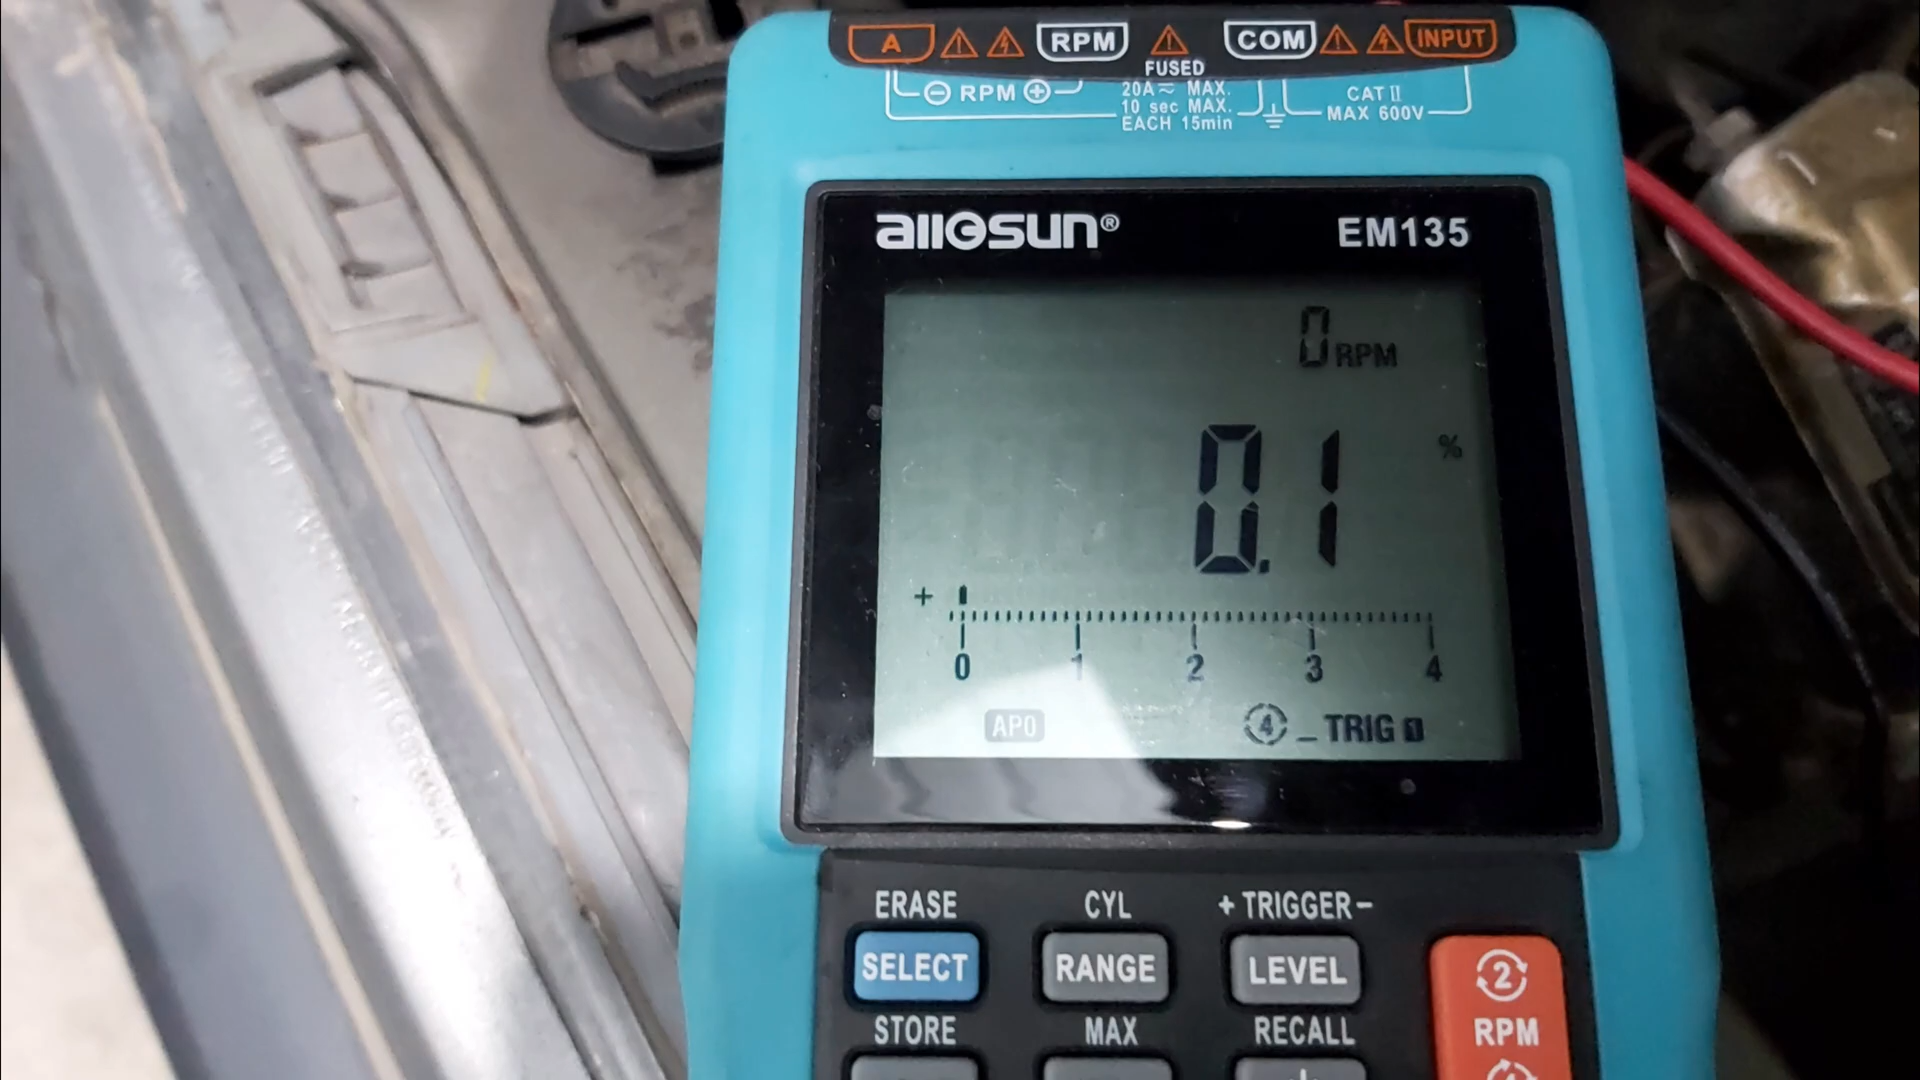 A RPM COM INPUT
FUSED
⊖ RPM ⊕
20A≂ MAX.
10 sec MAX.
EACH 15min
CAT II
MAX 600V
allosun®
EM135
0 RPM
0.1 %
+
0 1 2 3 4
APO
4 _ TRIG 1
ERASE CYL + TRIGGER -
SELECT RANGE LEVEL
2
RPM
STORE MAX RECALL